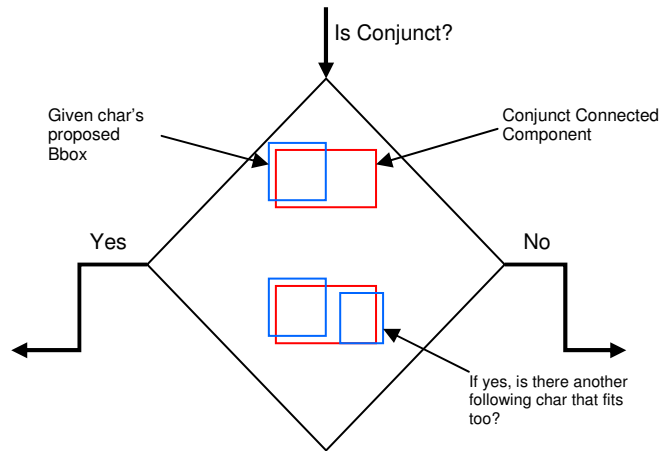 Is Conjunct?
Given char's
proposed
Bbox
Conjunct Connected
Component
Yes
No
If yes, is there another
following char that fits
too?